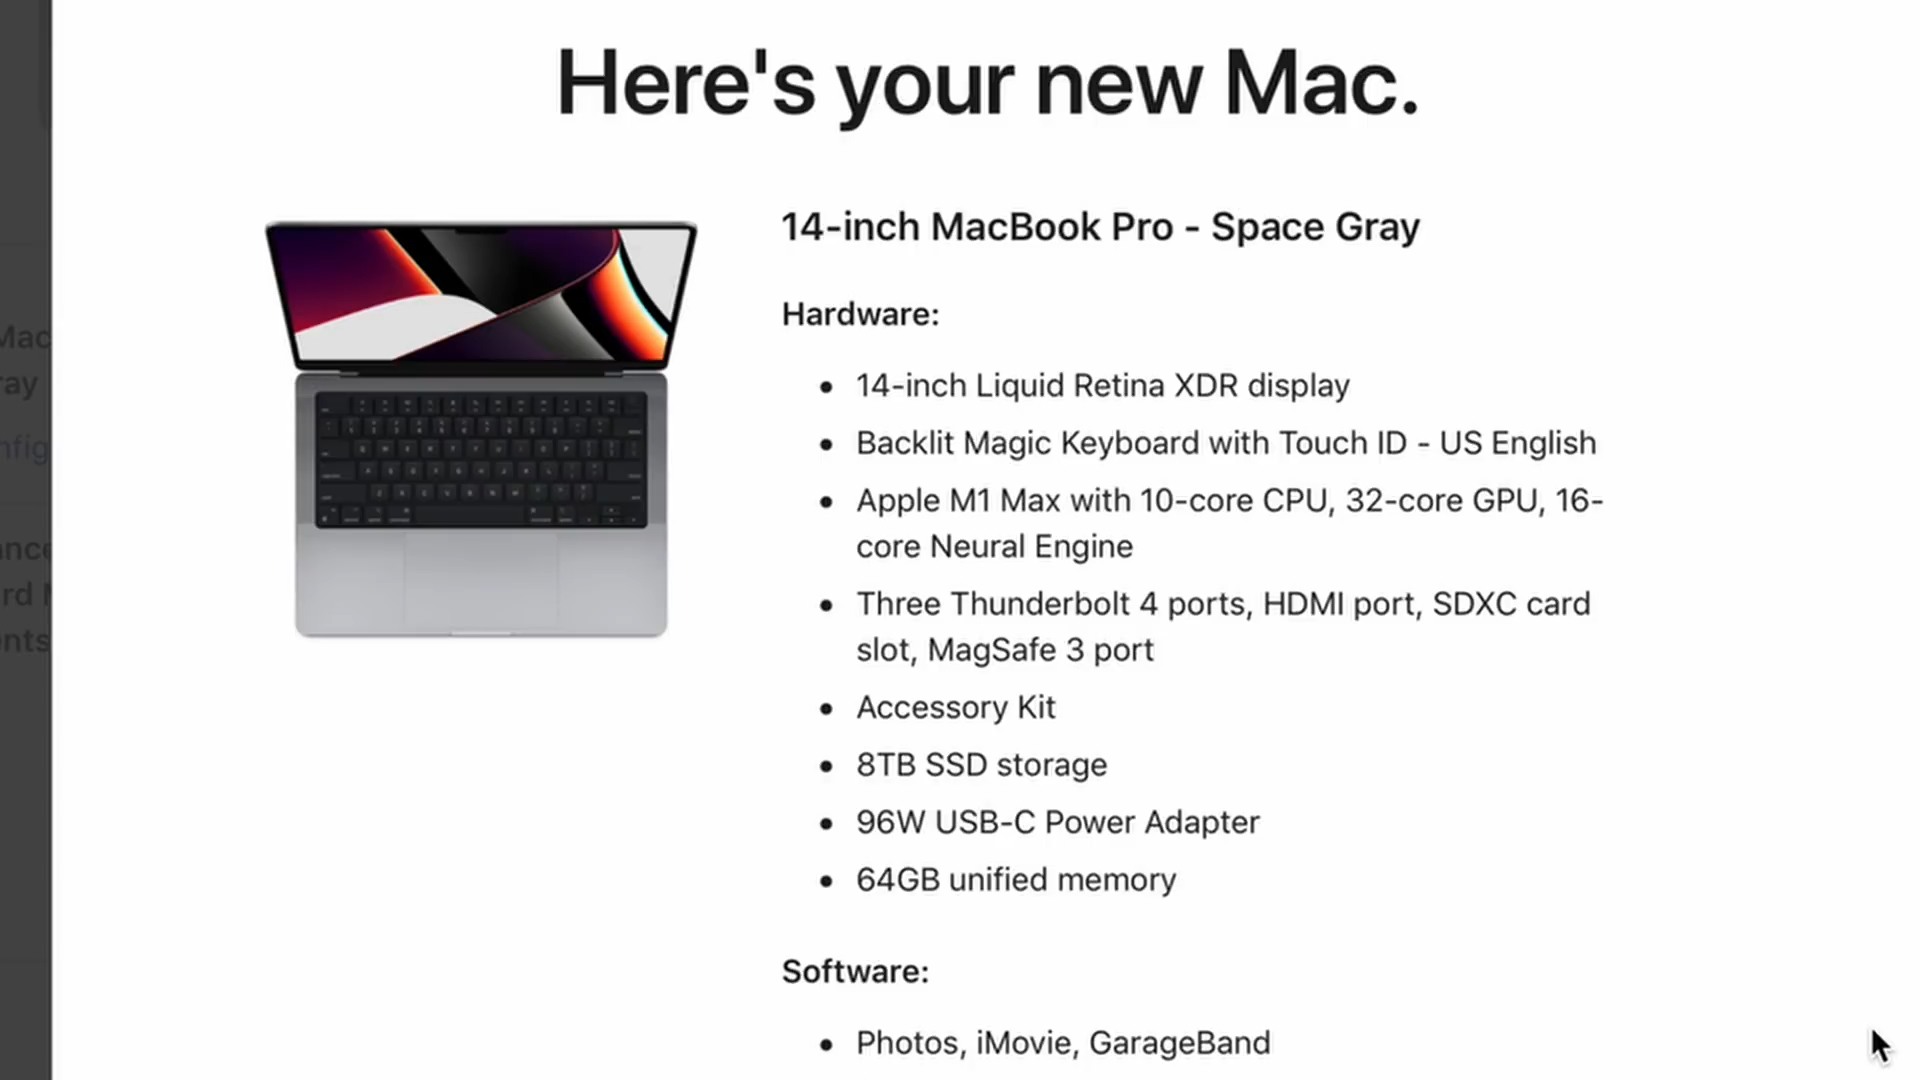 Here's your new Mac.
14-inch MacBook Pro - Space Gray
Hardware:
14-inch Liquid Retina XDR display
Backlit Magic Keyboard with Touch ID - US English
Apple M1 Max with 10-core CPU, 32-core GPU, 16-
core Neural Engine
Three Thunderbolt 4 ports, HDMI port, SDXC card
slot, MagSafe 3 port
Accessory Kit
8TB SSD storage
96W USB-C Power Adapter
64GB unified memory
Software:
Photos, iMovie, GarageBand